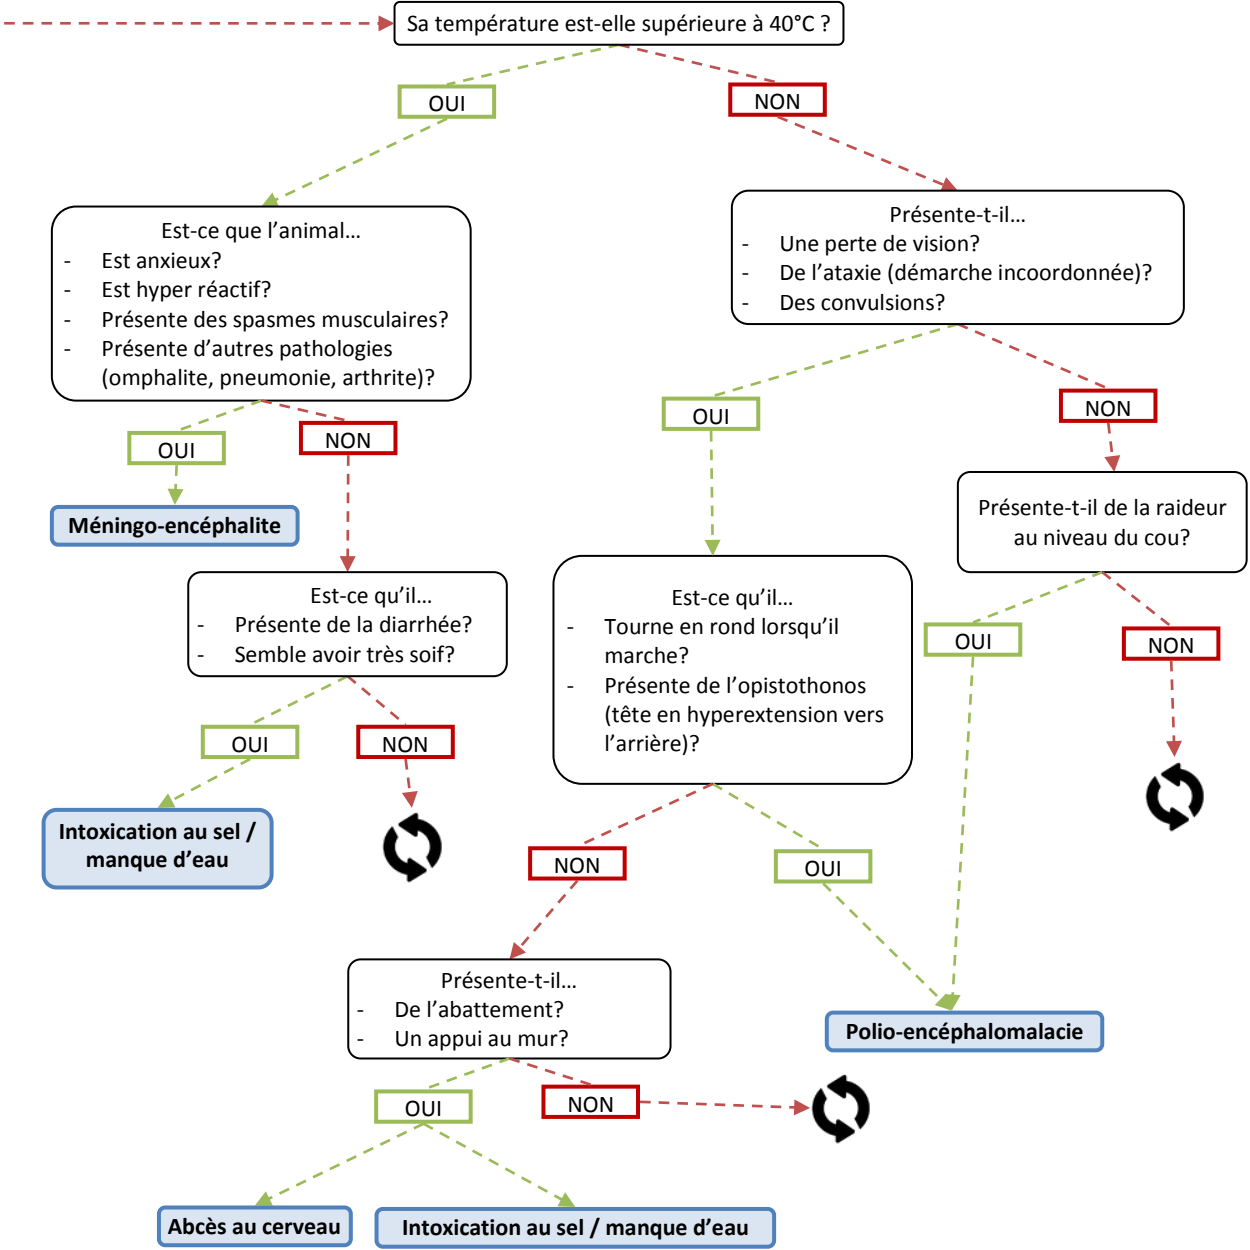 Sa température est-elle supérieure à 40°C ?
OUI
NON
Est-ce que l'animal…
- Est anxieux?
- Est hyper réactif?
- Présente des spasmes musculaires?
- Présente d'autres pathologies
(omphalite, pneumonie, arthrite)?
Présente-t-il…
- Une perte de vision?
- De l'ataxie (démarche incoordonnée)?
- Des convulsions?
OUI
NON
OUI
NON
Méningo-encéphalite
Présente-t-il de la raideur
au niveau du cou?
Est-ce qu'il…
- Présente de la diarrhée?
- Semble avoir très soif?
Est-ce qu'il…
- Tourne en rond lorsqu'il
marche?
- Présente de l'opistothonos
(tête en hyperextension vers
l'arrière)?
OUI
NON
OUI
NON
Intoxication au sel /
manque d'eau
NON
OUI
Présente-t-il…
- De l'abattement?
- Un appui au mur?
Polio-encéphalomalacie
OUI
NON
Abcès au cerveau
Intoxication au sel / manque d'eau